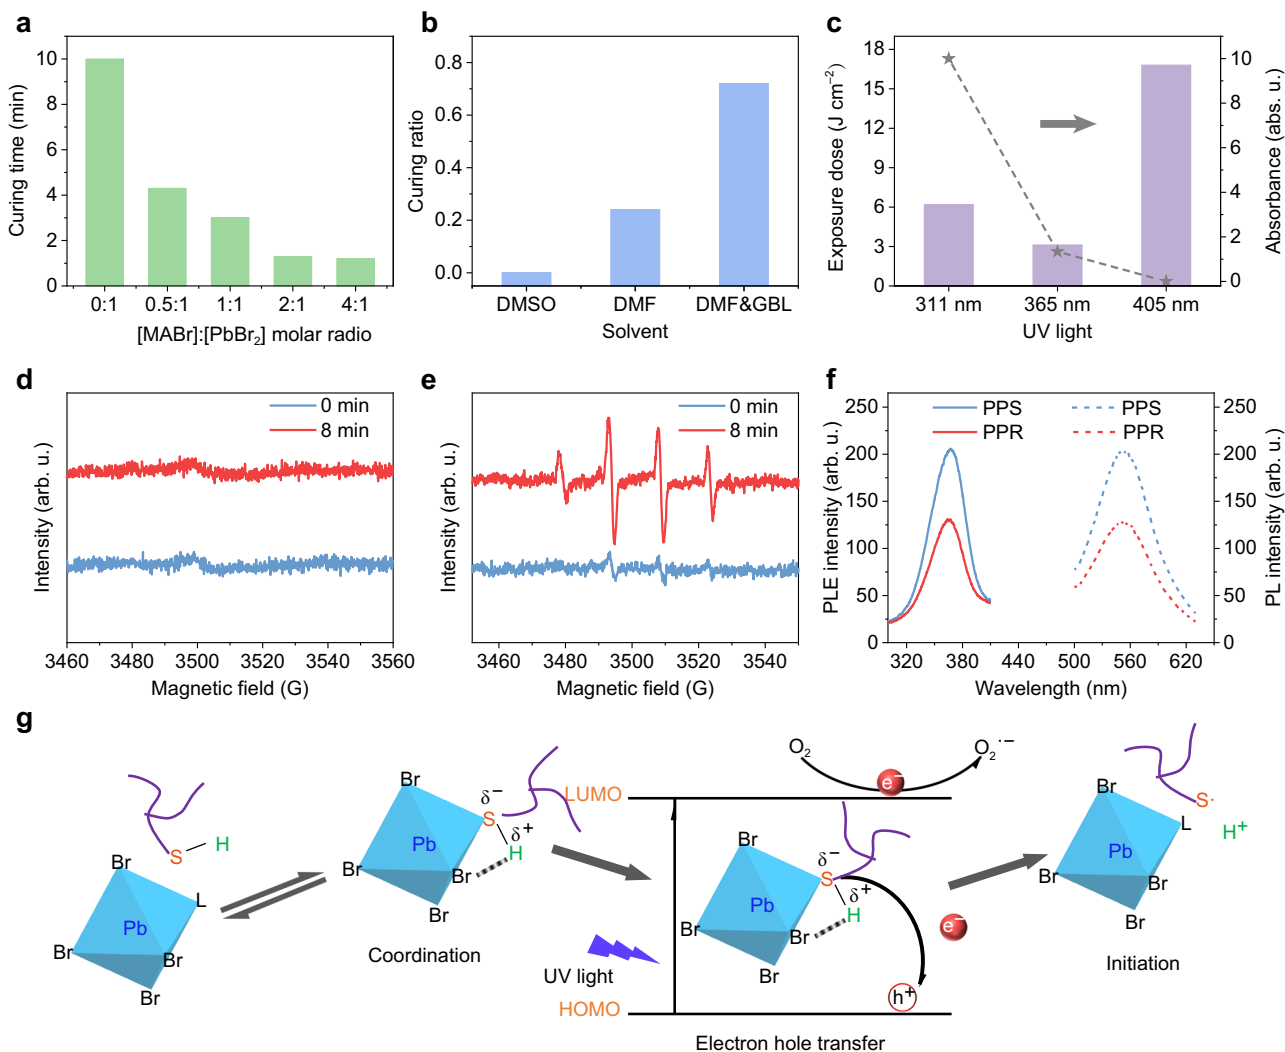 a
Curing time (min)
10
8
6
4
2
0
0:1 0.5:1 1:1 2:1 4:1
[MABr]:[PbBr₂] molar radio
b
Curing ratio
0.8
0.6
0.4
0.2
0.0
DMSO DMF DMF&GBL
Solvent
c
Exposure dose (J cm⁻²)
18
15
12
9
6
3
0
311 nm 365 nm 405 nm
UV light
10
8
6
4
2
0
Absorbance (abs. u.)
d
Intensity (arb. u.)
0 min
8 min
3460 3480 3500 3520 3540 3560
Magnetic field (G)
e
Intensity (arb. u.)
0 min
8 min
3460 3480 3500 3520 3540
Magnetic field (G)
f
PLE intensity (arb. u.)
250
200
150
100
50
0
PPS PPS
PPR PPR
320 380 440 500 560 620
Wavelength (nm)
250
200
150
100
50
0
PL intensity (arb. u.)
g
S H
Br
L
Pb
Br
Br
Br
Br
δ⁻
S
δ⁺
H
Pb
Br
Br
Br
Coordination
O₂ O₂˙⁻
e⁻
LUMO
Br
δ⁻
S
δ⁺
H
Pb
Br
Br
Br
e⁻
UV light
h⁺
HOMO
Electron hole transfer
Br
S·
L
H⁺
Pb
Br
Br
Br
Initiation